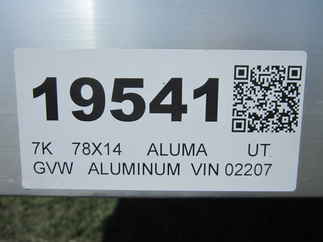 19541
7K 78X14 ALUMA UT.
GVW ALUMINUM VIN 02207